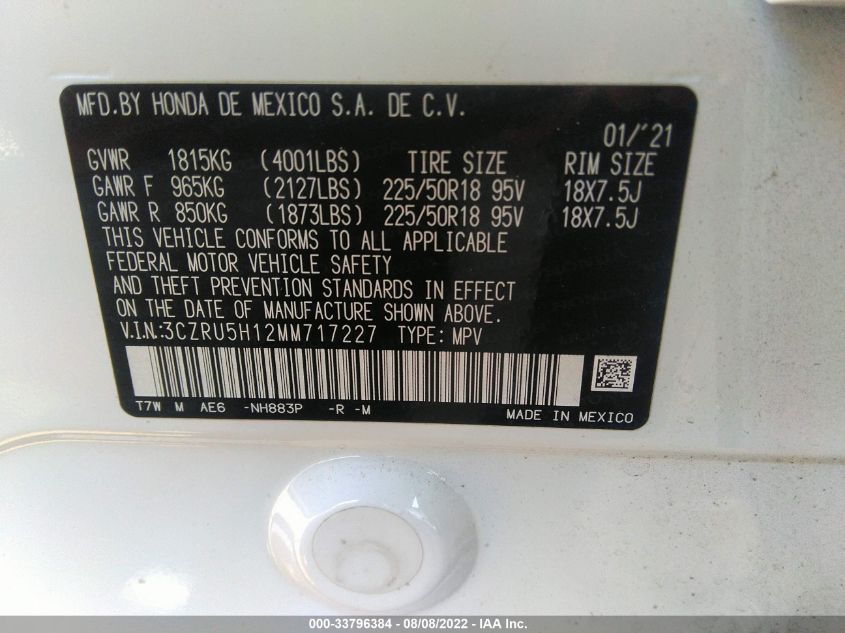 MFD.BY HONDA DE MEXICO S.A. DE C.V.
01/'21
GVWR 1815KG (4001LBS) TIRE SIZE RIM SIZE
GAWR F 965KG (2127LBS) 225/50R18 95V 18X7.5J
GAWR R 850KG (1873LBS) 225/50R18 95V 18X7.5J
THIS VEHICLE CONFORMS TO ALL APPLICABLE
FEDERAL MOTOR VEHICLE SAFETY
AND THEFT PREVENTION STANDARDS IN EFFECT
ON THE DATE OF MANUFACTURE SHOWN ABOVE.
V.I.N:3CZRU5H12MM717227 TYPE:MPV
T7W M AE6 -NH883P -R -M MADE IN MEXICO
000-33796384 - 08/08/2022 - IAA Inc.